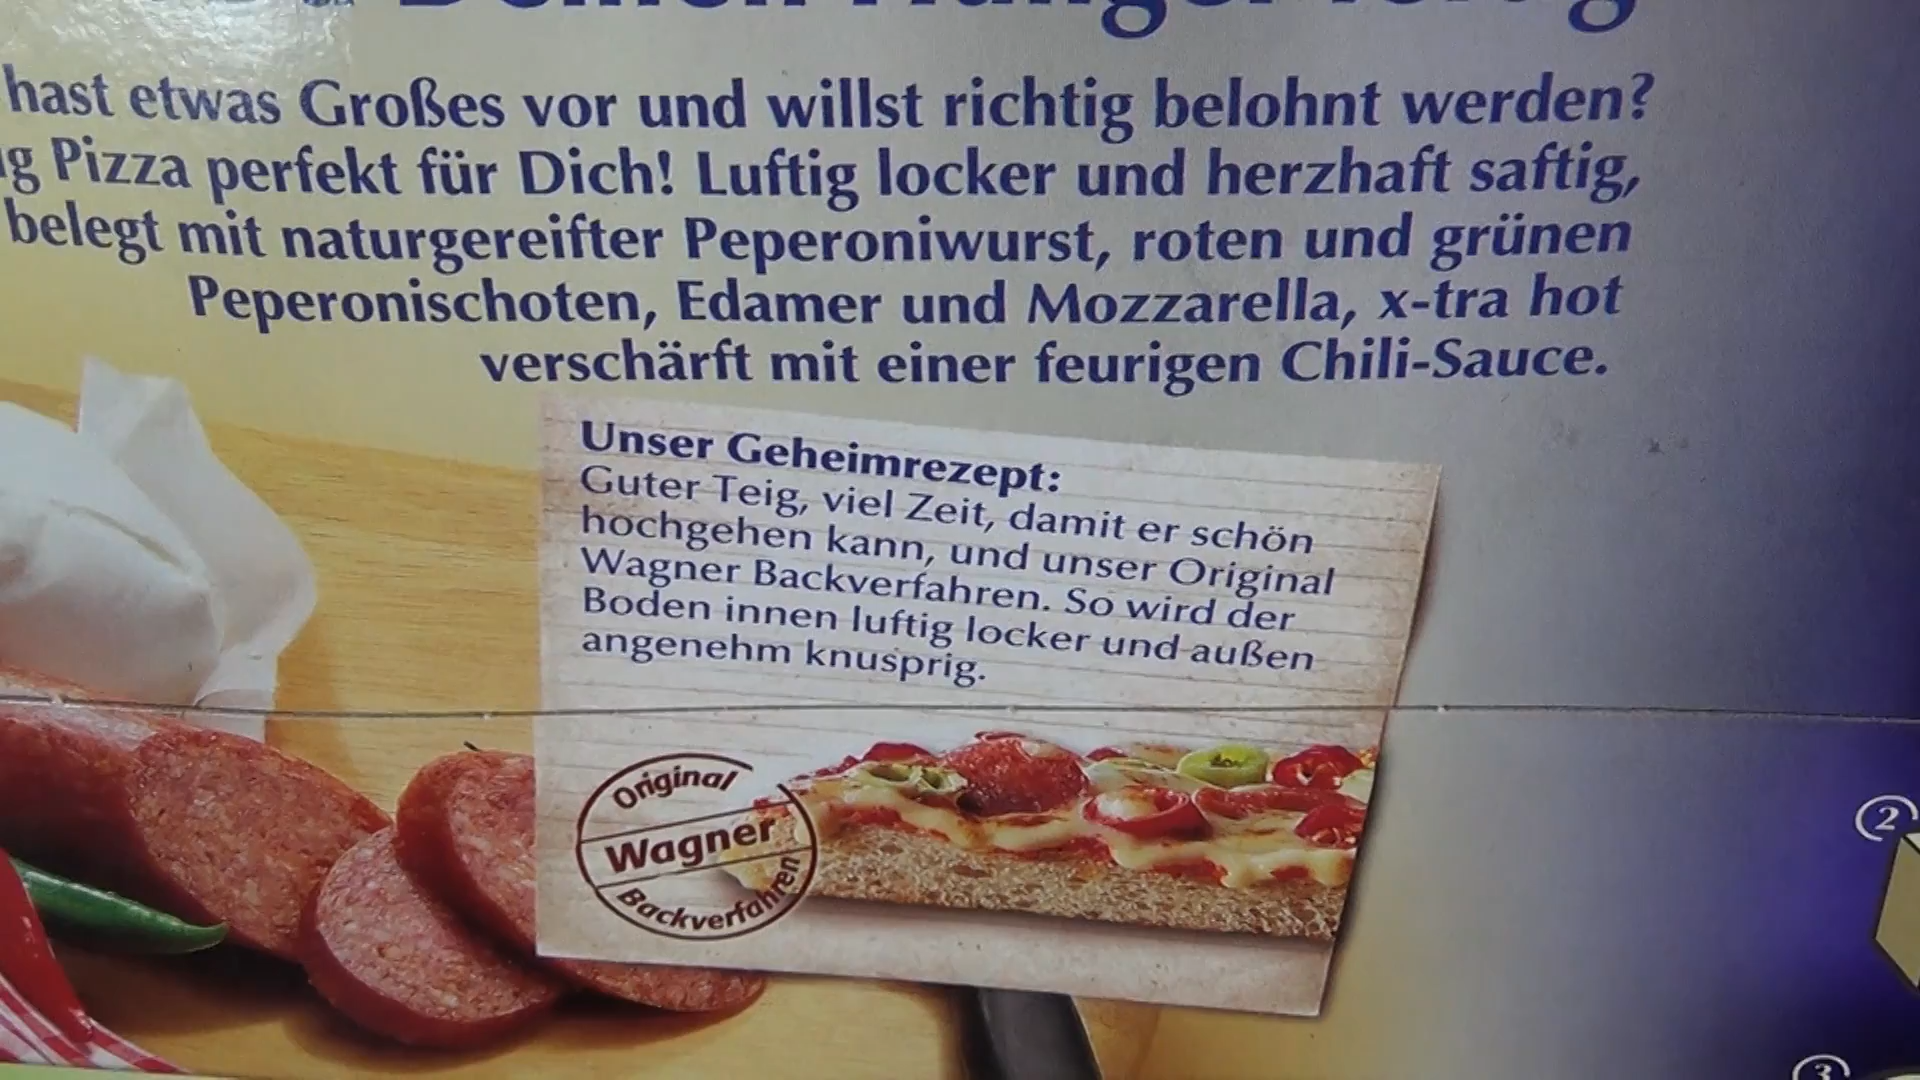 hast etwas Großes vor und willst richtig belohnt werden?
Pizza perfekt für Dich! Luftig locker und herzhaft saftig,
belegt mit naturgereifter Peperoniwurst, roten und grünen
Peperonischoten, Edamer und Mozzarella, x-tra hot
verschärft mit einer feurigen Chili-Sauce.
Unser Geheimrezept:
Guter Teig, viel Zeit, damit er schön
hochgehen kann, und unser Original
Wagner Backverfahren. So wird der
Boden innen luftig locker und außen
angenehm knusprig.
Original
Wagner
Backverfahren
2
3